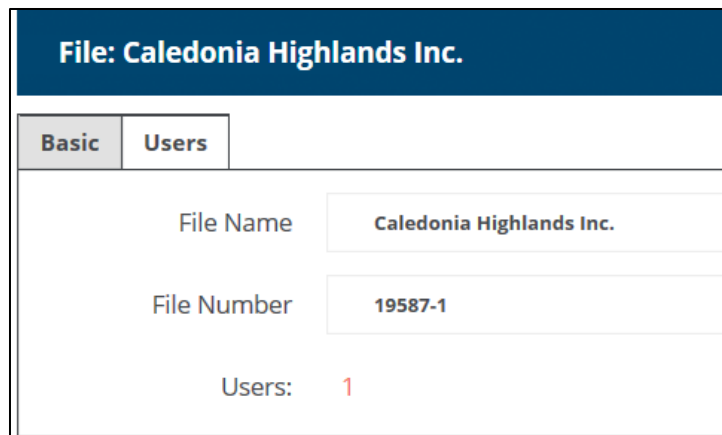 File: Caledonia Highlands Inc.
Basic Users
File Name Caledonia Highlands Inc.
File Number 19587-1
Users: 1